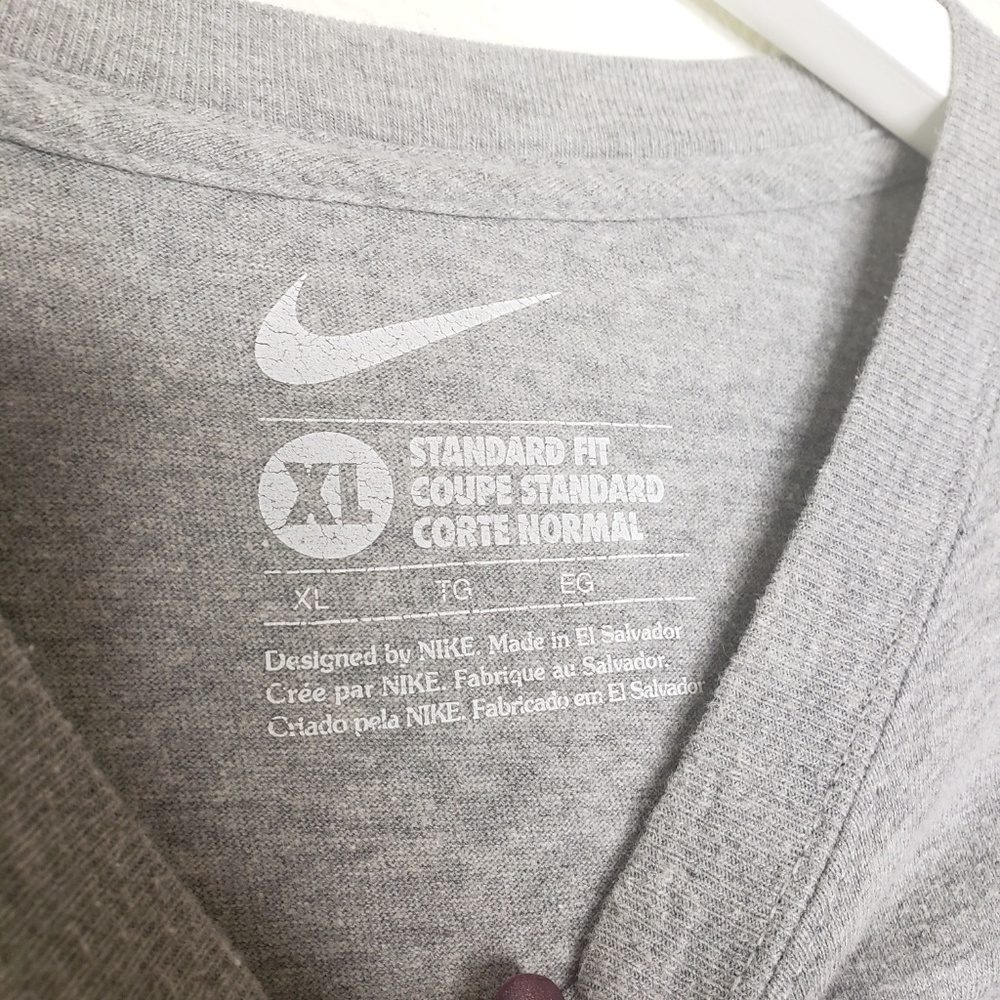 XL
STANDARD FIT
COUPE STANDARD
CORTE NORMAL
XL TG EG
Designed by NIKE. Made in El Salvador
Crée par NIKE. Fabrique au Salvador.
Criado pela NIKE. Fabricado em El Salvador